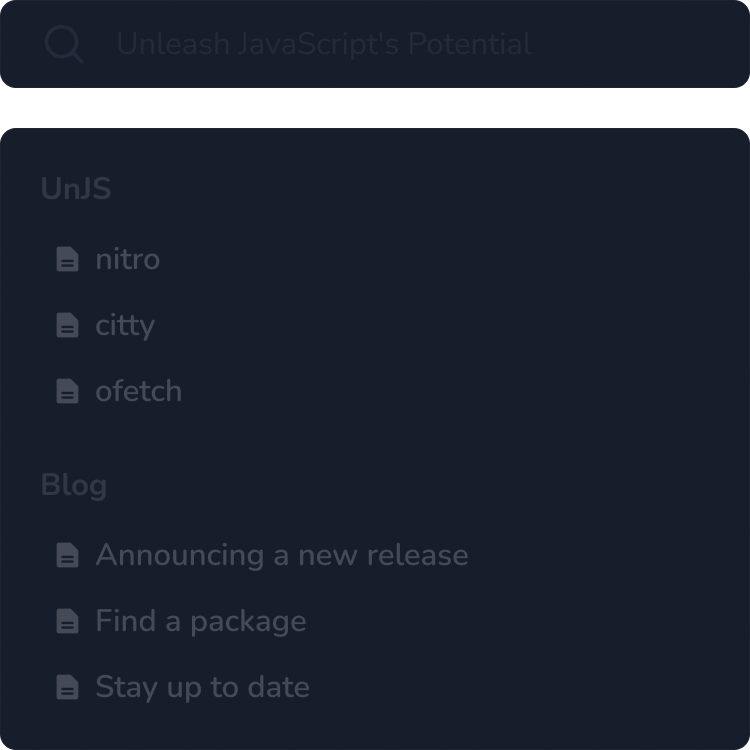 Unleash JavaScript's Potential
UnJS
nitro
citty
ofetch
Blog
Announcing a new release
Find a package
Stay up to date